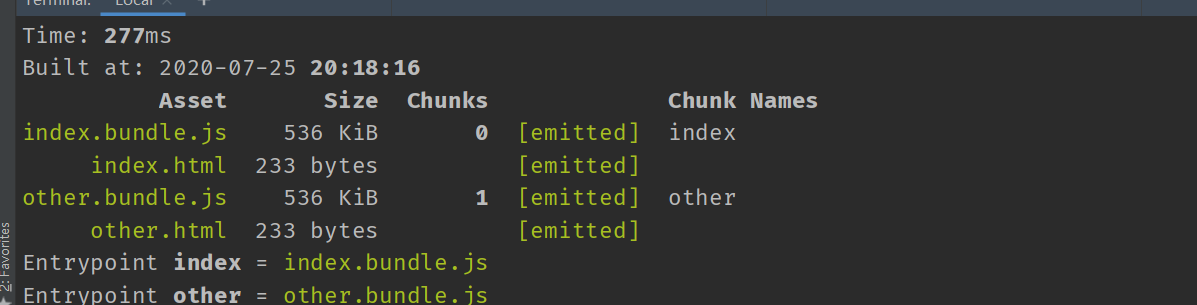 Terminal: Local × +
Time: 277ms
Built at: 2020-07-25 20:18:16
Asset Size Chunks Chunk Names
index.bundle.js 536 KiB 0 [emitted] index
index.html 233 bytes [emitted]
other.bundle.js 536 KiB 1 [emitted] other
other.html 233 bytes [emitted]
Entrypoint index = index.bundle.js
Entrypoint other = other.bundle.js
2: Favorites